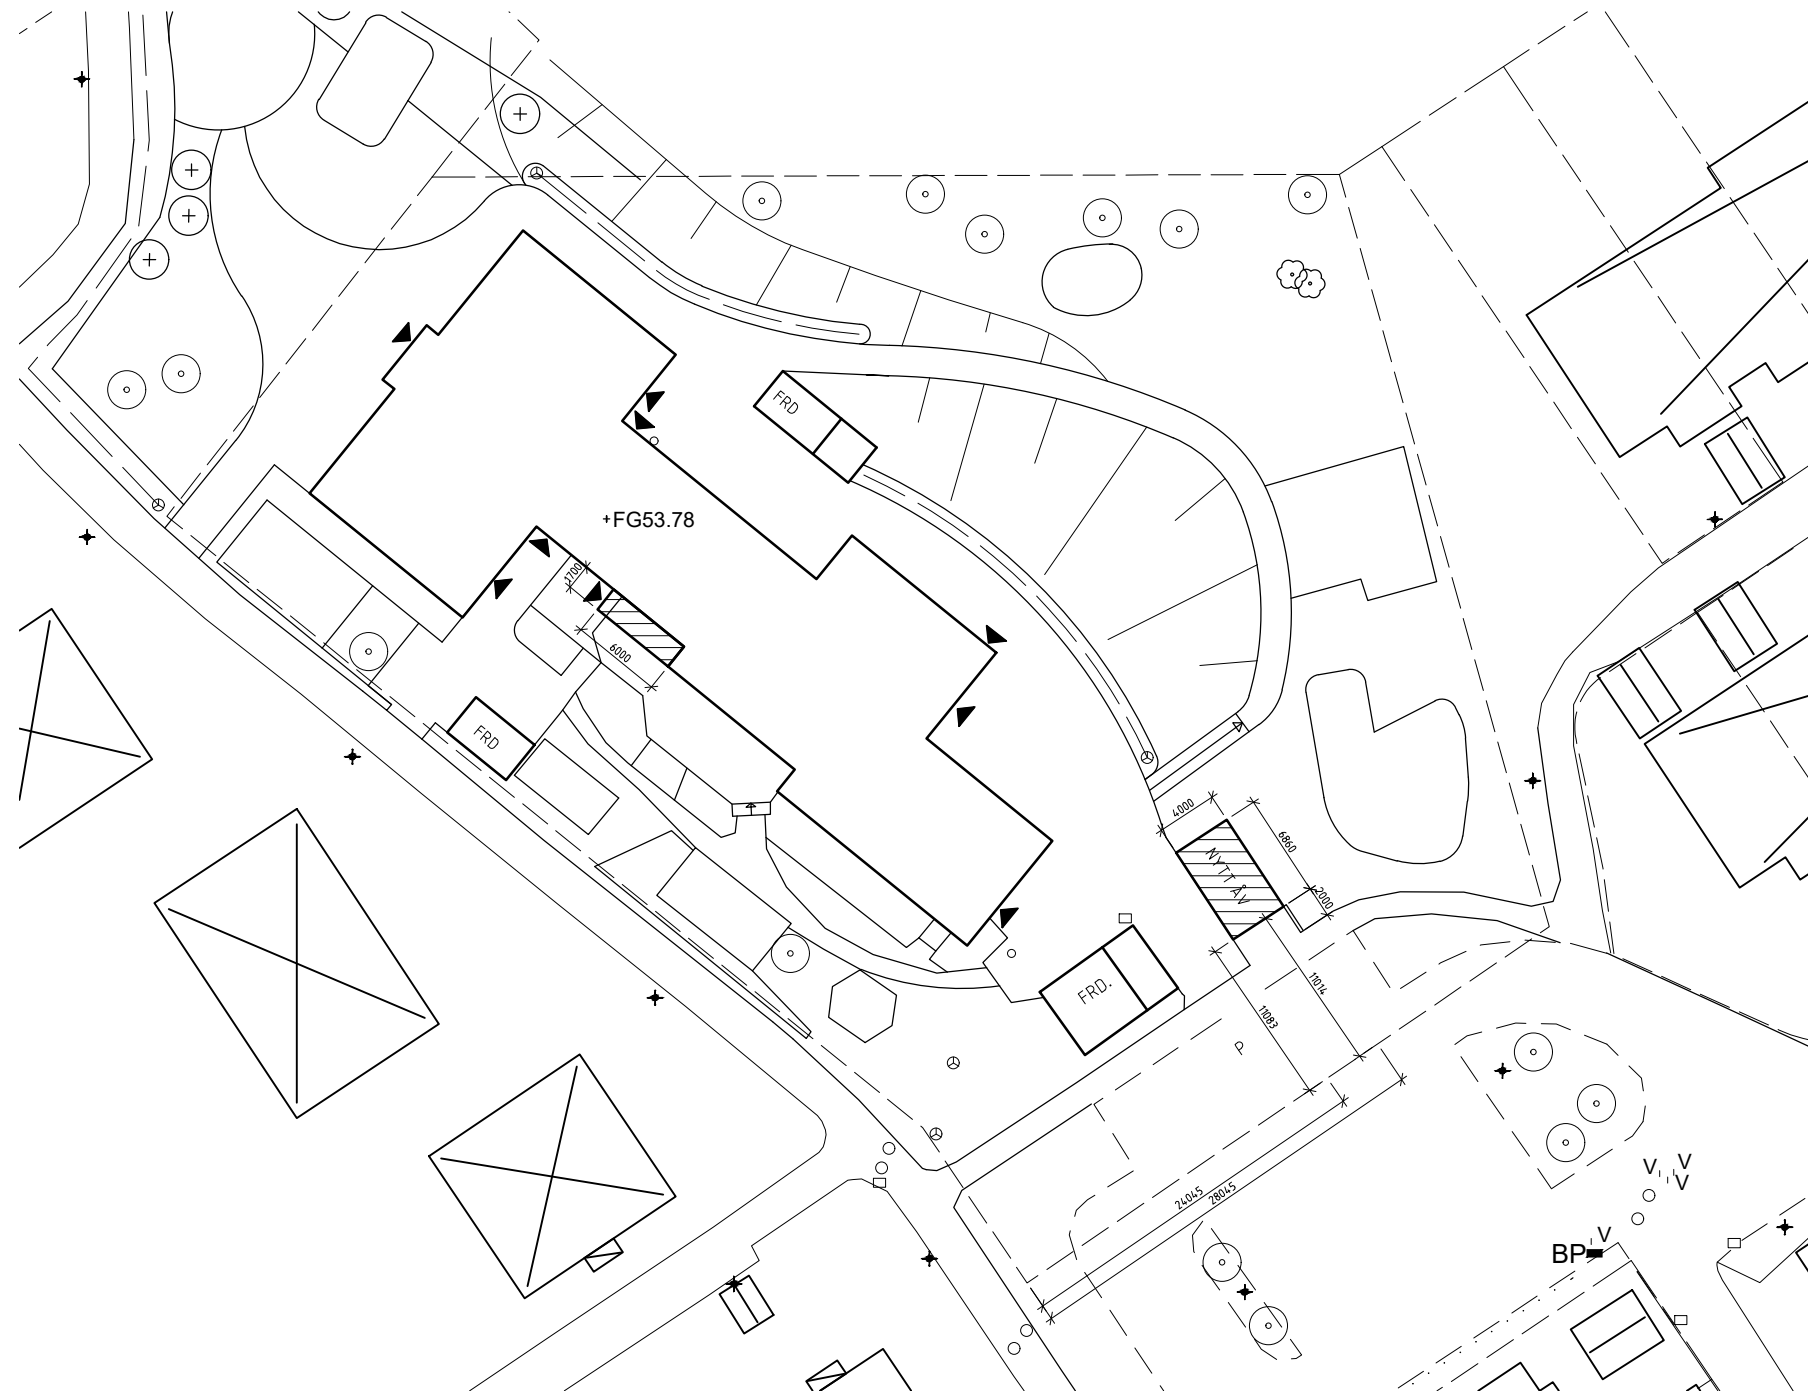 FRD
+FG53.78
1700
6000
FRD
4000
6860
NYTT ÅV
2000
FRD.
11014
11083
P
24045
28045
V
V
V
V
BP